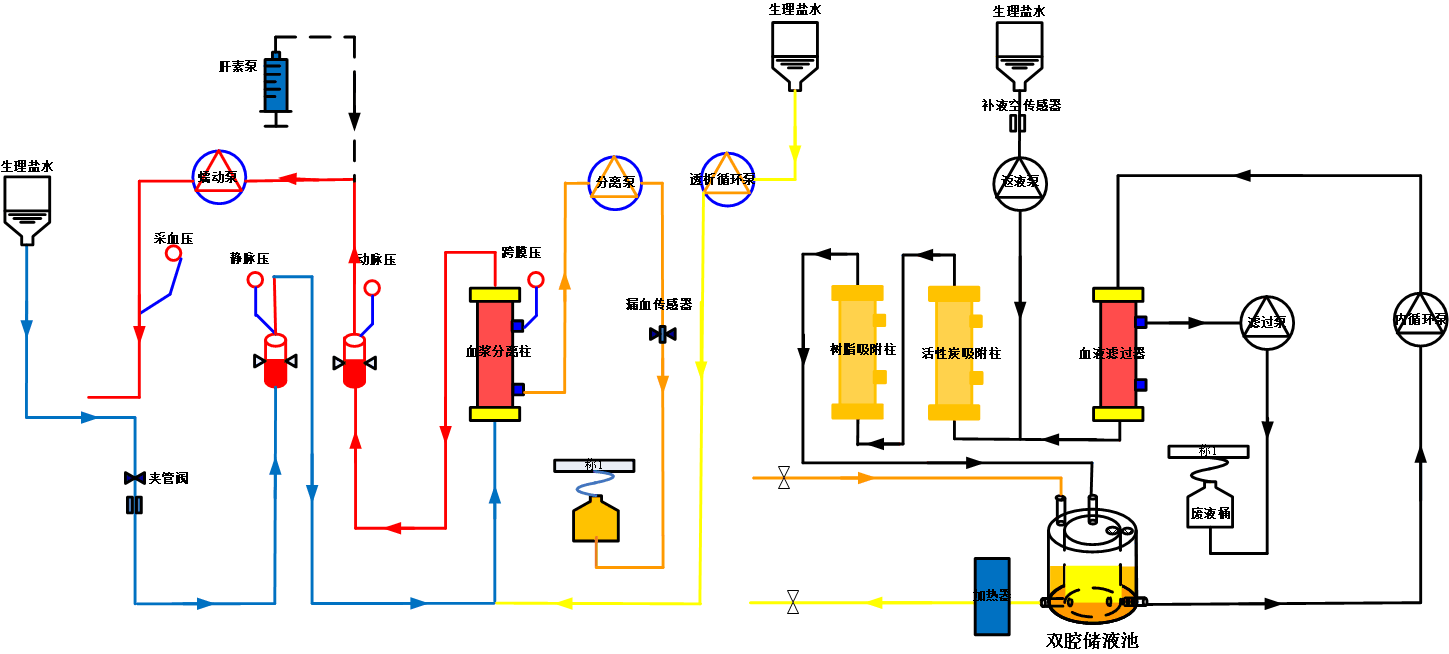 生理盐水
生理盐水
肝素泵
补液空传感器
生理盐水
蠕动泵
分离泵
透析循环泵
返液泵
采血压
静脉压
动脉压
跨膜压
漏血传感器
血浆分离柱
树脂吸附柱
活性炭吸附柱
血液滤过器
滤过泵
内循环泵
夹管阀
称1
称1
废液桶
加热器
双腔储液池